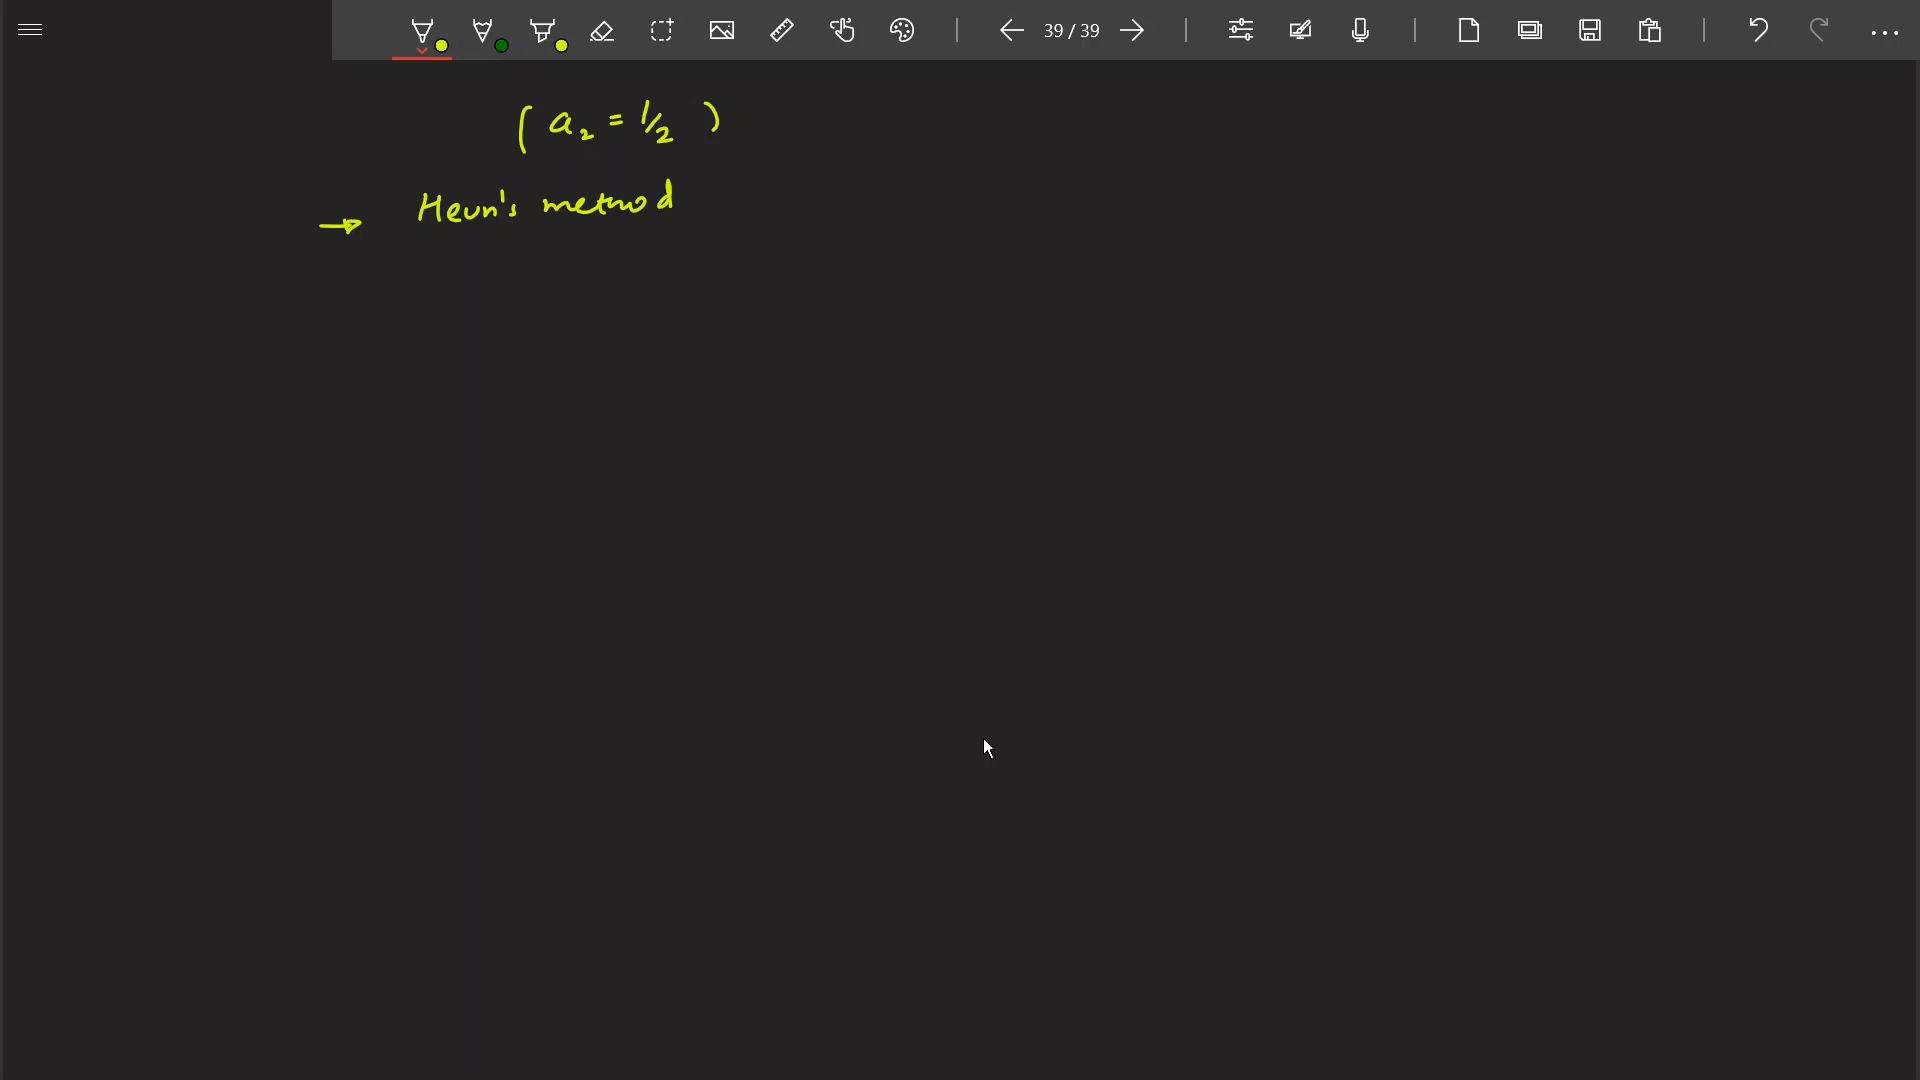 39 / 39
( a₂ = 1/2 )
→ Heun's method